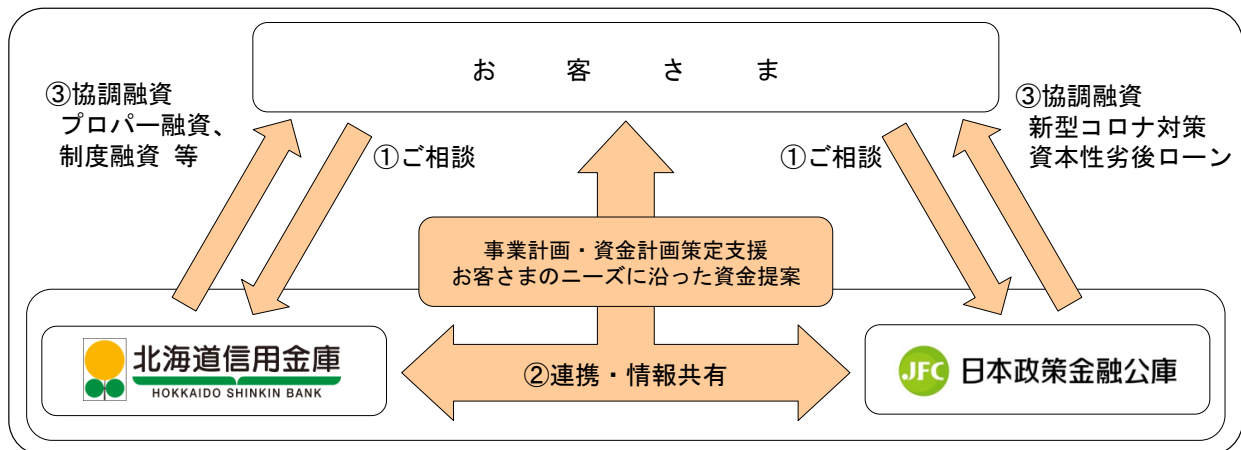 お客さま
③協調融資
プロパー融資、
制度融資 等
①ご相談
①ご相談
③協調融資
新型コロナ対策
資本性劣後ローン
事業計画・資金計画策定支援
お客さまのニーズに沿った資金提案
北海道信用金庫
HOKKAIDO SHINKIN BANK
②連携・情報共有
JFC 日本政策金融公庫